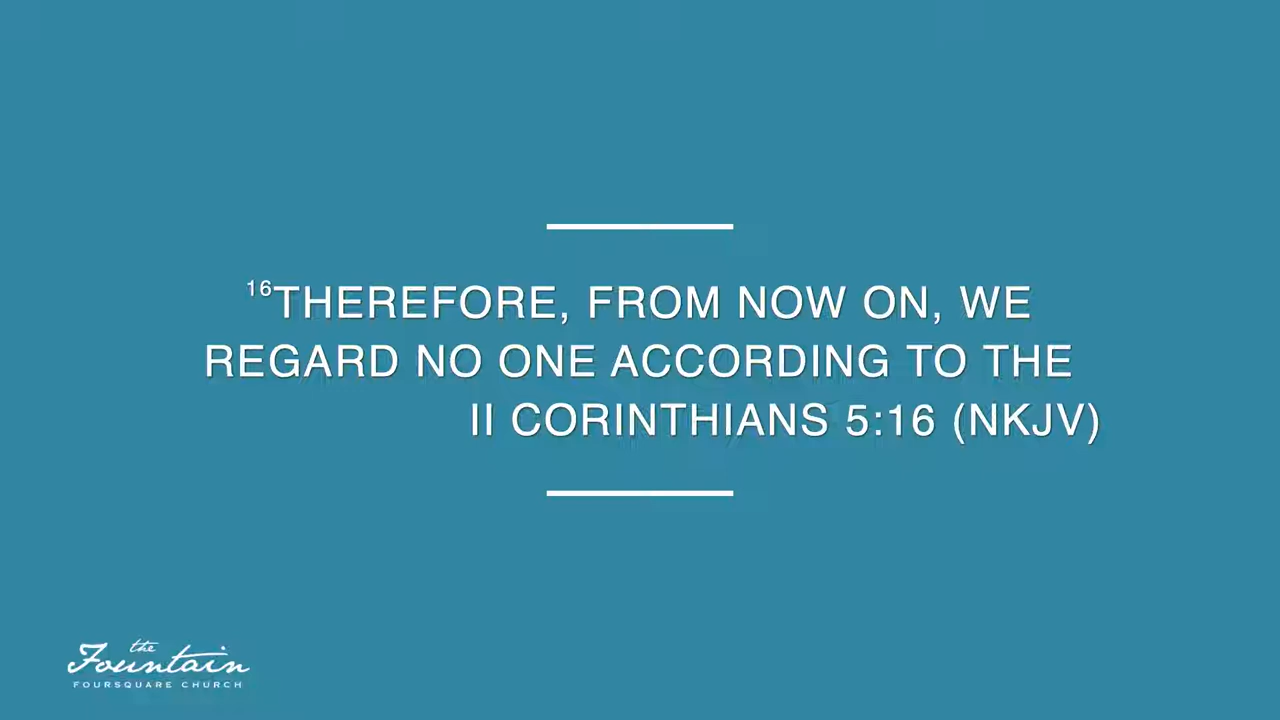 16THEREFORE, FROM NOW ON, WE
REGARD NO ONE ACCORDING TO THE
II CORINTHIANS 5:16 (NKJV)
the
Fountain
FOURSQUARE CHURCH